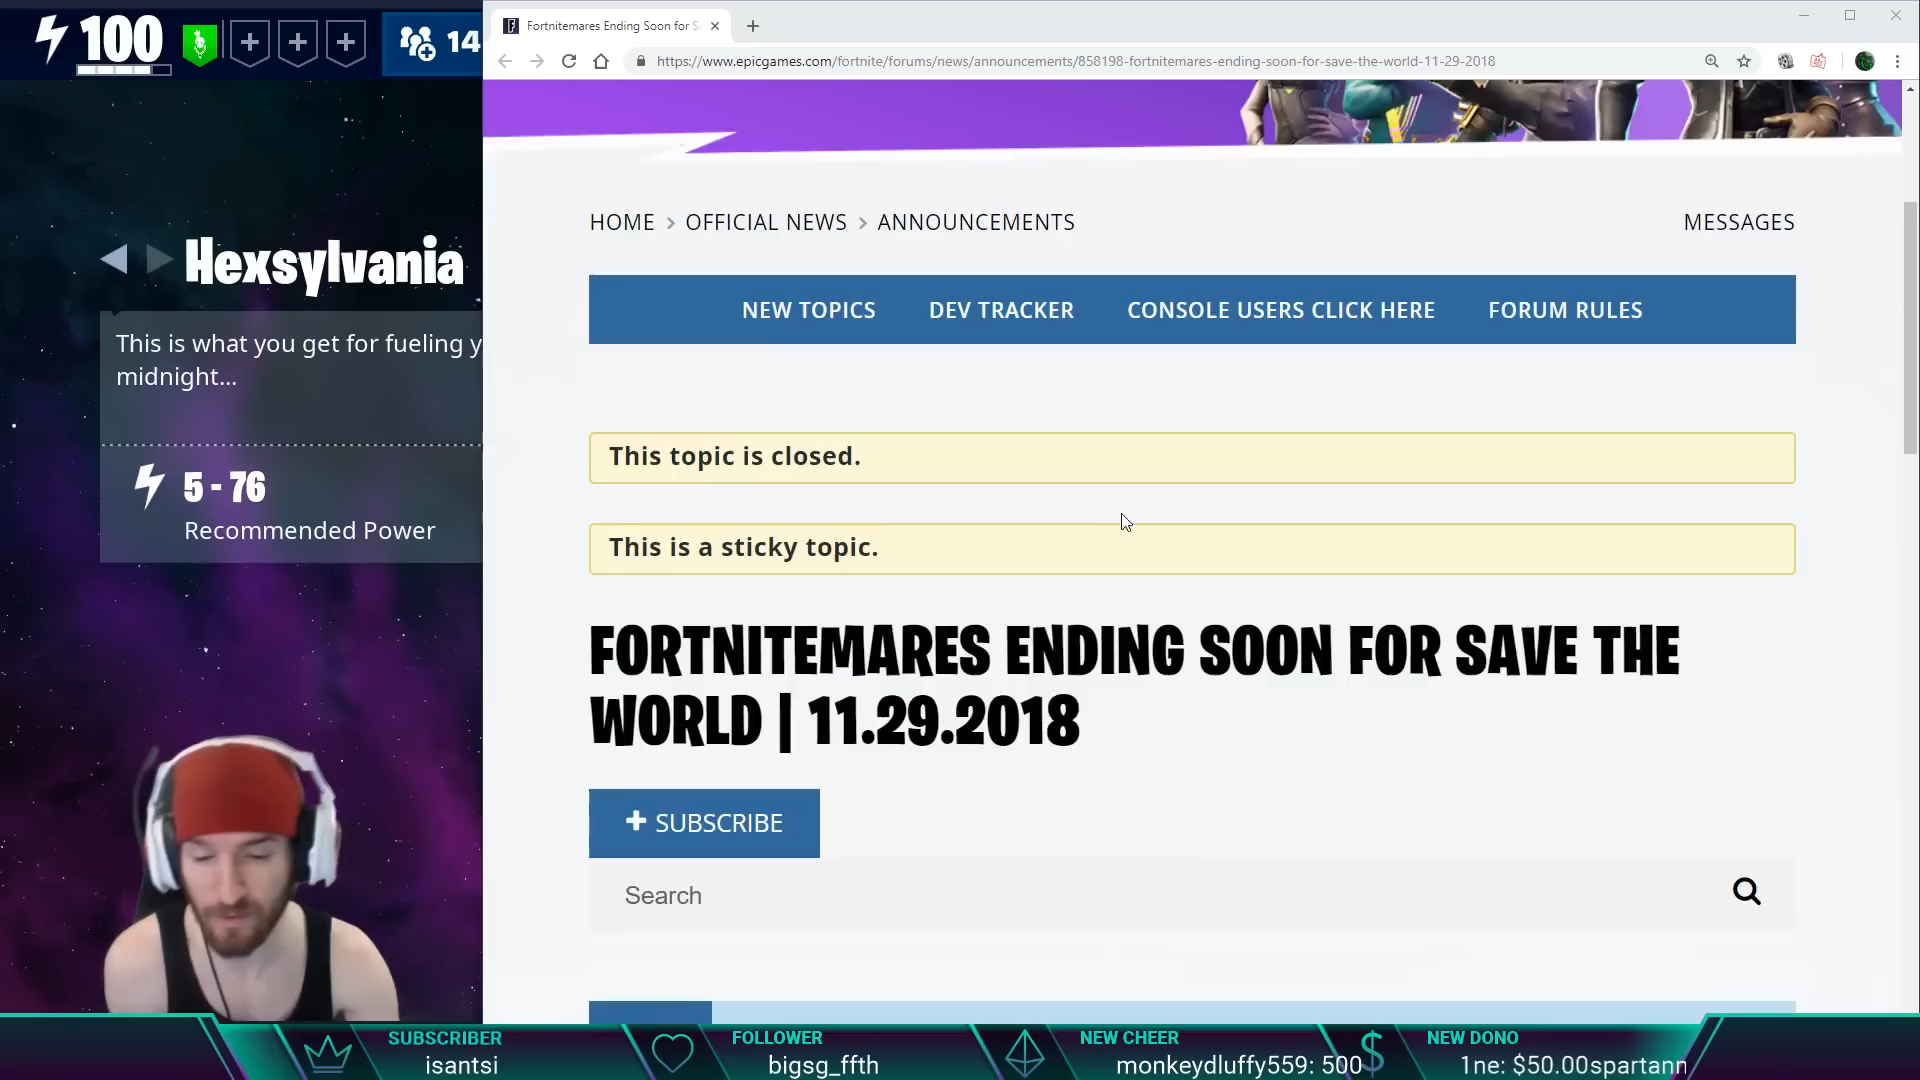 100
14
Hexsylvania
This is what you get for fueling y
midnight...
5 - 76
Recommended Power
Fortnitemares Ending Soon for S
https://www.epicgames.com/fortnite/forums/news/announcements/858198-fortnitemares-ending-soon-for-save-the-world-11-29-2018
HOME > OFFICIAL NEWS > ANNOUNCEMENTS
MESSAGES
NEW TOPICS DEV TRACKER CONSOLE USERS CLICK HERE FORUM RULES
This topic is closed.
This is a sticky topic.
FORTNITEMARES ENDING SOON FOR SAVE THE
WORLD | 11.29.2018
+ SUBSCRIBE
Search
SUBSCRIBER
isantsi
FOLLOWER
bigsg_ffth
NEW CHEER
monkeydluffy559: 500
NEW DONO
1ne: $50.00spartann